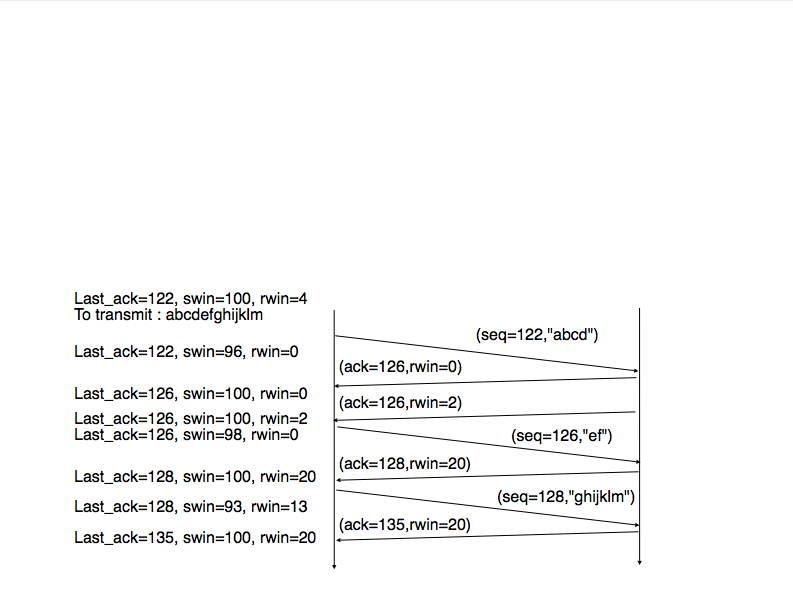 Last_ack=122, swin=100, rwin=4
To transmit : abcdefghijklm
(seq=122,"abcd")
Last_ack=122, swin=96, rwin=0
(ack=126,rwin=0)
Last_ack=126, swin=100, rwin=0
(ack=126,rwin=2)
Last_ack=126, swin=100, rwin=2
Last_ack=126, swin=98, rwin=0
(seq=126,"ef")
(ack=128,rwin=20)
Last_ack=128, swin=100, rwin=20
(seq=128,"ghijklm")
Last_ack=128, swin=93, rwin=13
(ack=135,rwin=20)
Last_ack=135, swin=100, rwin=20